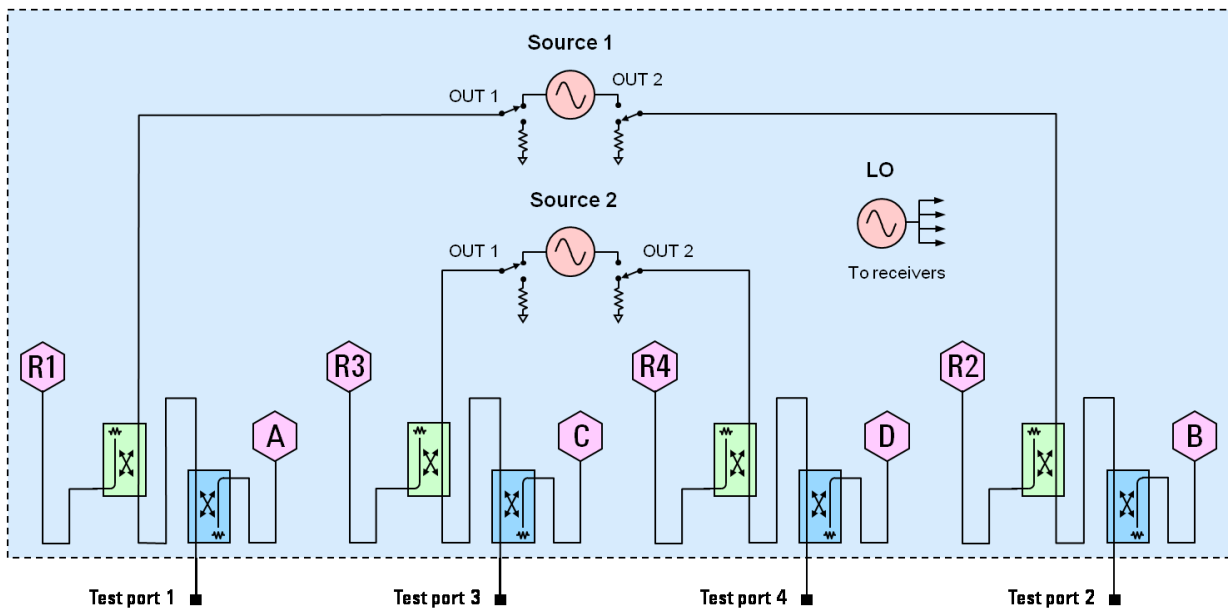 Source 1
OUT 1
OUT 2
LO
Source 2
OUT 1
OUT 2
To receivers
R1
R3
R4
R2
A
C
D
B
Test port 1
Test port 3
Test port 4
Test port 2